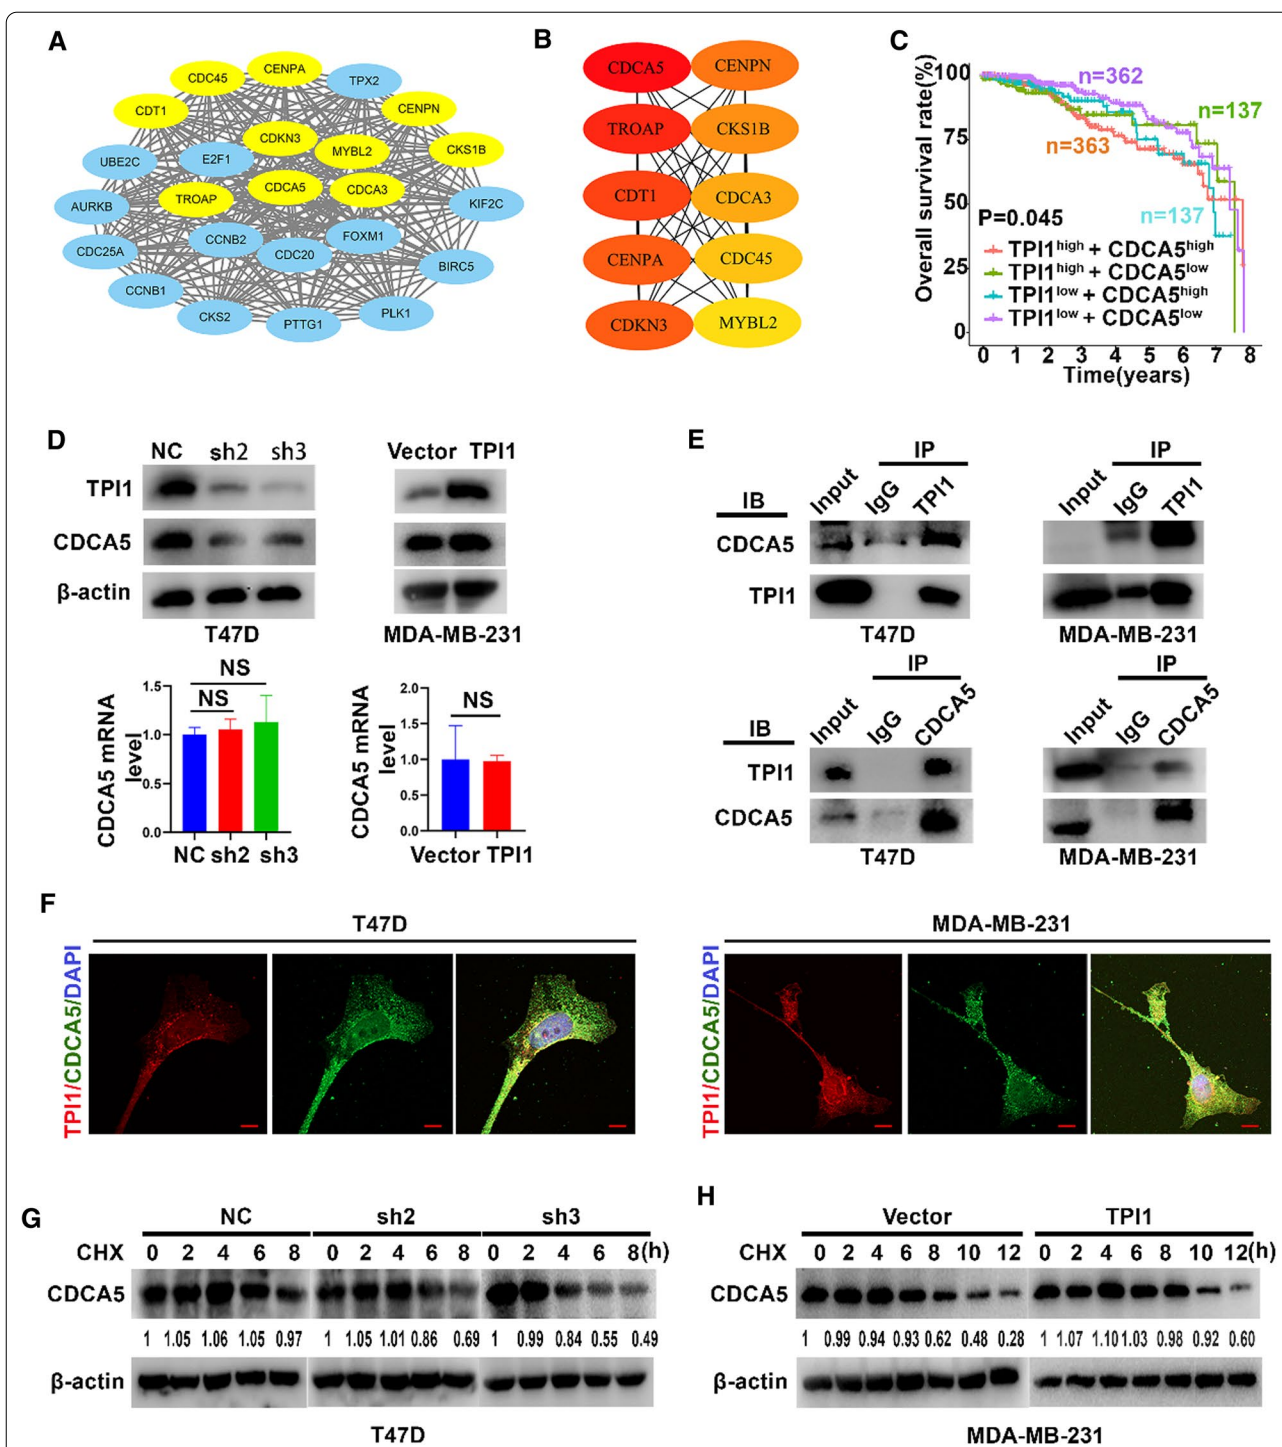 A
CENPA
CDC45
TPX2
CDT1
CENPN
CDKN3
MYBL2
CKS1B
UBE2C
E2F1
CDCA5
CDCA3
TROAP
AURKB
KIF2C
CCNB2
FOXM1
CDC25A
CDC20
BIRC5
CCNB1
CKS2
PTTG1
PLK1
B
CDCA5 CENPN
TROAP CKS1B
CDT1 CDCA3
CENPA CDC45
CDKN3 MYBL2
C
Overall survival rate(%)
100
75
50
25
0
n=362
n=137
n=363
n=137
P=0.045
TPI1high + CDCA5high
TPI1high + CDCA5low
TPI1low + CDCA5high
TPI1low + CDCA5low
0 1 2 3 4 5 6 7 8
Time(years)
D
NC sh2 sh3
TPI1
CDCA5
β-actin
T47D
Vector TPI1
MDA-MB-231
CDCA5 mRNA
level
1.5
1.0
0.5
0.0
NS
NS
NC sh2 sh3
CDCA5 mRNA
level
2.0
1.5
1.0
0.5
0.0
NS
Vector TPI1
E
IP
IB
Input IgG TPI1
CDCA5
TPI1
T47D
IP
Input IgG TPI1
MDA-MB-231
IP
IB
Input IgG CDCA5
TPI1
CDCA5
T47D
IP
Input IgG CDCA5
MDA-MB-231
F
T47D
TPI1/CDCA5/DAPI
MDA-MB-231
TPI1/CDCA5/DAPI
G
NC sh2 sh3
CHX 0 2 4 6 8 0 2 4 6 8 0 2 4 6 8(h)
CDCA5
1 1.05 1.06 1.05 0.97 1 1.05 1.01 0.86 0.69 1 0.99 0.84 0.55 0.49
β-actin
T47D
H
Vector TPI1
CHX 0 2 4 6 8 10 12 0 2 4 6 8 10 12(h)
CDCA5
1 0.99 0.94 0.93 0.62 0.48 0.28 1 1.07 1.10 1.03 0.98 0.92 0.60
β-actin
MDA-MB-231